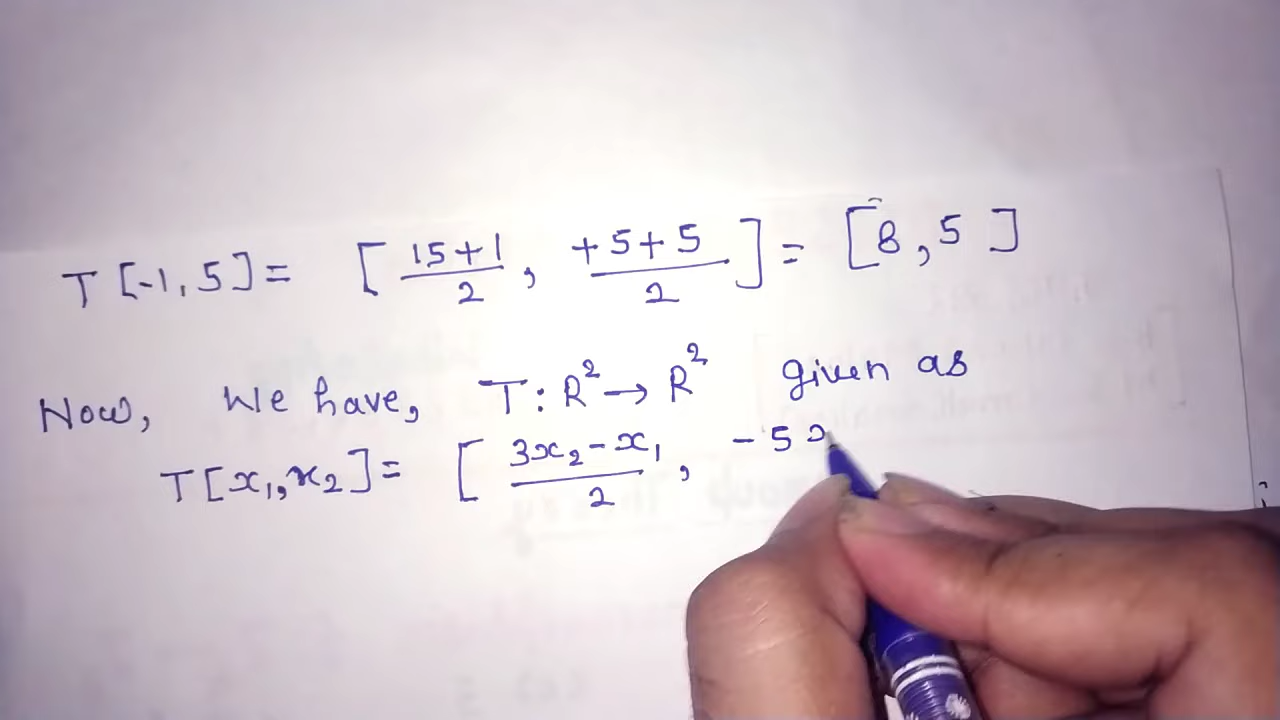 T[-1,5]= [ 15+1/2 , +5+5/2 ] = [8,5]
Now, We have, T: R² → R² given as
T[x₁,x₂]= [ 3x₂-x₁/2 , -5